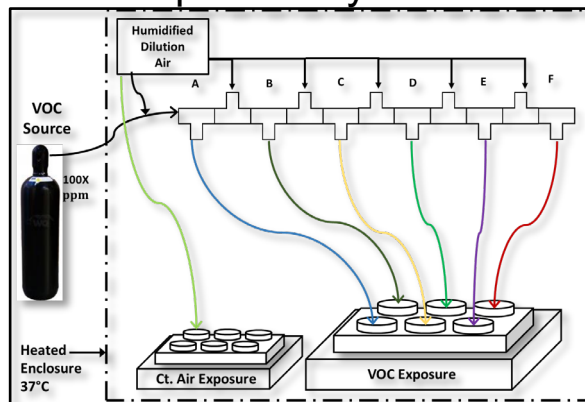 Humidified
Dilution
Air
A
B
C
D
E
F
VOC
Source
100X
ppm
Heated
Enclosure
37°C
Ct. Air Exposure
VOC Exposure